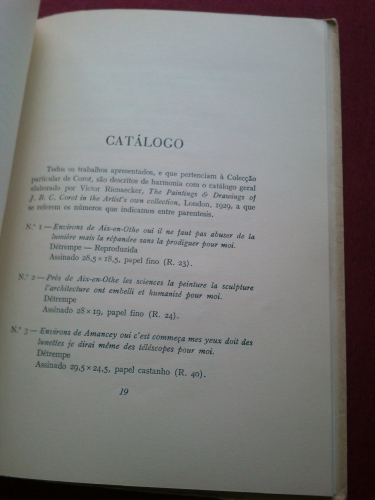 CATÁLOGO
Todos os trabalhos apresentados, e que pertenciam à Colecção
particular de Corot, são descritos de harmonia com o catálogo geral
elaborado por Victor Rienaecker, The Paintings & Drawings of
J. B. C. Corot in the Artist's own collection, London, 1929, a que
se referem os números que indicamos entre parentesis.
N.º 1 — Environs de Aix-en-Othe oui il ne faut pas abuser de la
lumière mais la répandre sans la prodiguer pour moi.
Détrempe — Reproduzida
Assinado 28,5 × 18,5, papel fino (R. 23).
N.º 2 — Près de Aix-en-Othe les sciences la peinture la sculpture
l'architecture ont embelli et humanisé pour moi.
Détrempe
Assinado 28 × 19, papel fino (R. 24).
N.º 3 — Environs de Amancey oui c'est commeça mes yeux doit des
lunettes je dirai même des téléscopes pour moi.
Détrempe
Assinado 29,5 × 24,5, papel castanho (R. 40).
19